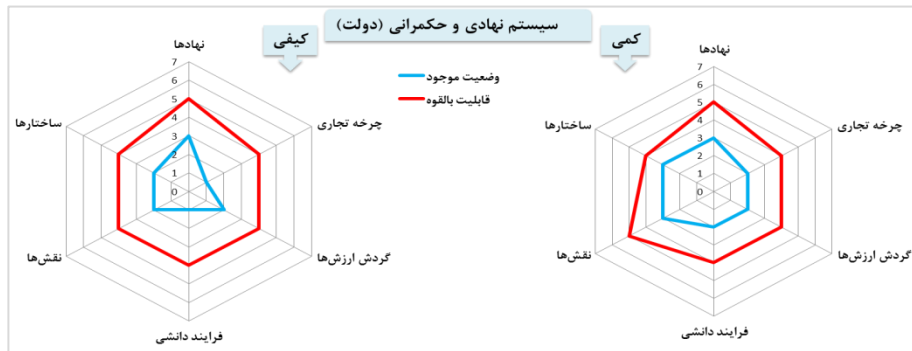 سیستم نهادی و حکمرانی (دولت)
کمی
کیفی
وضعیت موجود
قابلیت بالقوه
نهادها
چرخه تجاری
گردش ارزش‌ها
فرایند دانشی
نقش‌ها
ساختارها
7
6
5
4
3
2
1
0
نهادها
چرخه تجاری
گردش ارزش‌ها
فرایند دانشی
نقش‌ها
ساختارها
7
6
5
4
3
2
1
0